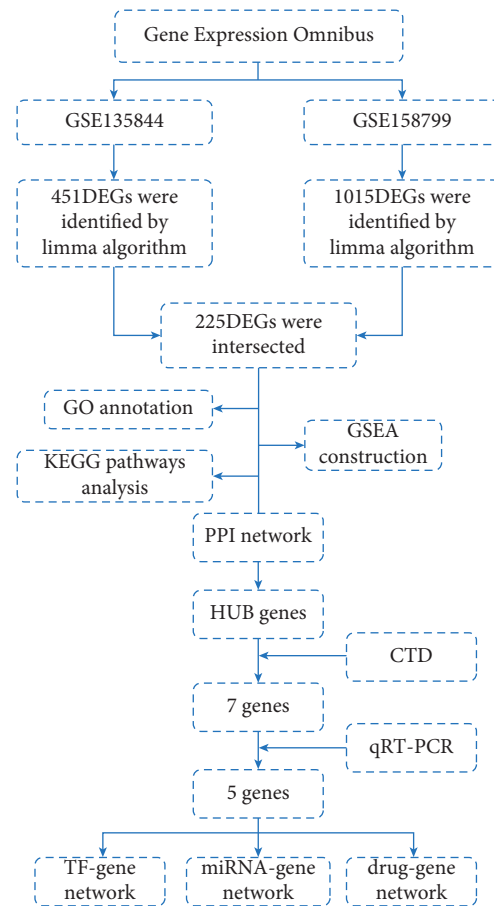 Gene Expression Omnibus
GSE135844
GSE158799
451DEGs were
identified by
limma algorithm
1015DEGs were
identified by
limma algorithm
225DEGs were
intersected
GO annotation
GSEA
construction
KEGG pathways
analysis
PPI network
HUB genes
CTD
7 genes
qRT-PCR
5 genes
TF-gene
network
miRNA-gene
network
drug-gene
network